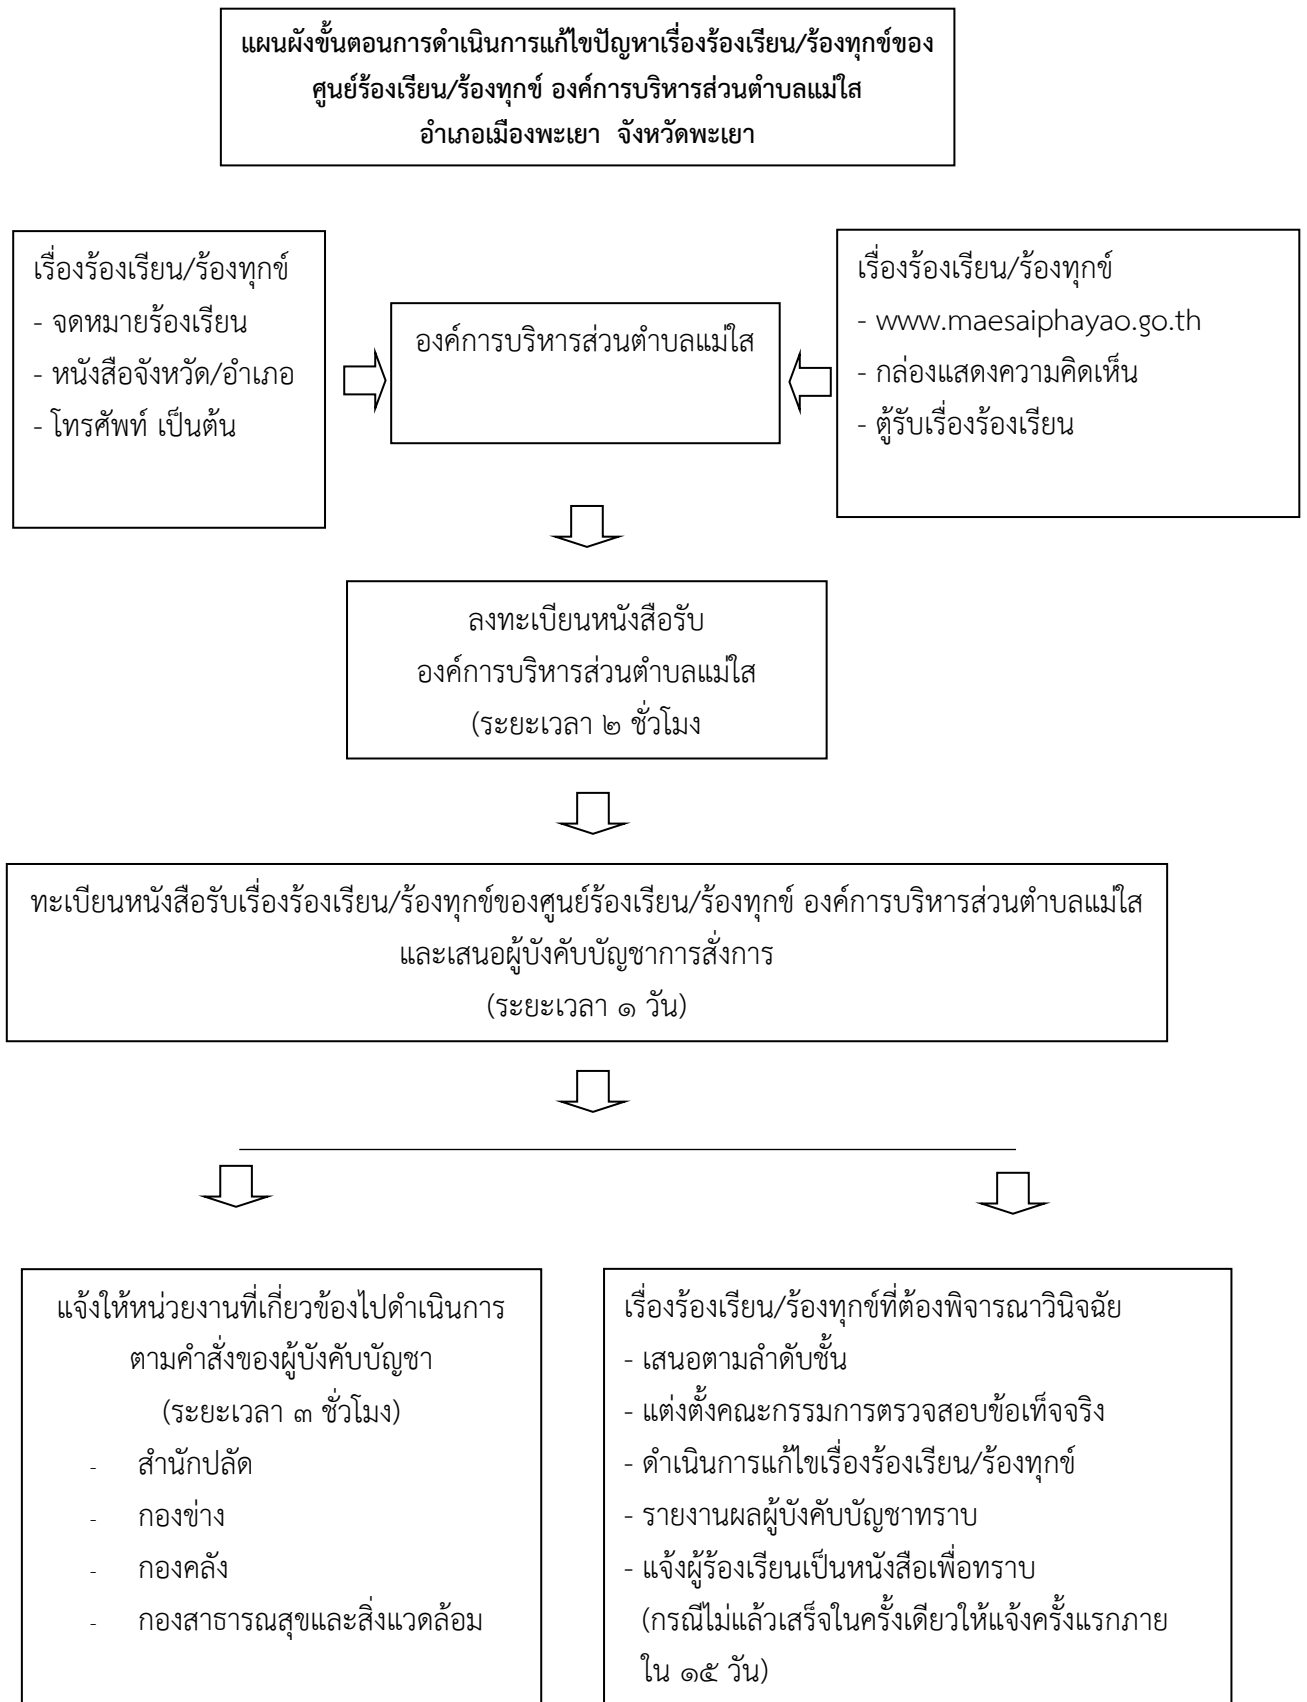 แผนผังขั้นตอนการดำเนินการแก้ไขปัญหาเรื่องร้องเรียน/ร้องทุกข์ของ
ศูนย์ร้องเรียน/ร้องทุกข์ องค์การบริหารส่วนตำบลแม่ใส
อำเภอเมืองพะเยา จังหวัดพะเยา
เรื่องร้องเรียน/ร้องทุกข์
- จดหมายร้องเรียน
- หนังสือจังหวัด/อำเภอ
- โทรศัพท์ เป็นต้น
องค์การบริหารส่วนตำบลแม่ใส
เรื่องร้องเรียน/ร้องทุกข์
- www.maesaiphayao.go.th
- กล่องแสดงความคิดเห็น
- ตู้รับเรื่องร้องเรียน
ลงทะเบียนหนังสือรับ
องค์การบริหารส่วนตำบลแม่ใส
(ระยะเวลา ๒ ชั่วโมง
ทะเบียนหนังสือรับเรื่องร้องเรียน/ร้องทุกข์ของศูนย์ร้องเรียน/ร้องทุกข์ องค์การบริหารส่วนตำบลแม่ใส
และเสนอผู้บังคับบัญชาการสั่งการ
(ระยะเวลา ๑ วัน)
แจ้งให้หน่วยงานที่เกี่ยวข้องไปดำเนินการ
ตามคำสั่งของผู้บังคับบัญชา
(ระยะเวลา ๓ ชั่วโมง)
- สำนักปลัด
- กองข่าง
- กองคลัง
- กองสาธารณสุขและสิ่งแวดล้อม
เรื่องร้องเรียน/ร้องทุกข์ที่ต้องพิจารณาวินิจฉัย
- เสนอตามลำดับชั้น
- แต่งตั้งคณะกรรมการตรวจสอบข้อเท็จจริง
- ดำเนินการแก้ไขเรื่องร้องเรียน/ร้องทุกข์
- รายงานผลผู้บังคับบัญชาทราบ
- แจ้งผู้ร้องเรียนเป็นหนังสือเพื่อทราบ
(กรณีไม่แล้วเสร็จในครั้งเดียวให้แจ้งครั้งแรกภาย
ใน ๑๕ วัน)